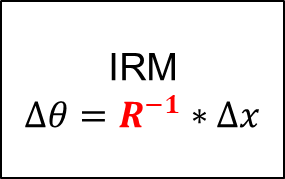 IRM
Δθ = R⁻¹ * Δx